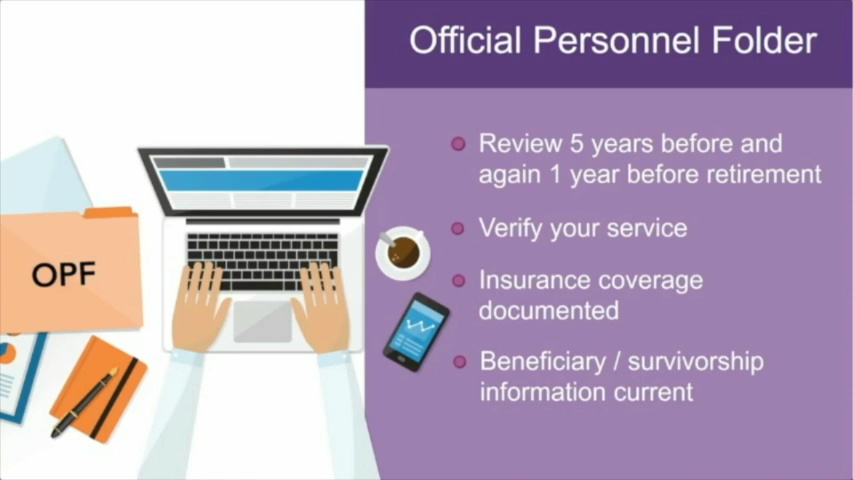 Official Personnel Folder
Review 5 years before and
again 1 year before retirement
Verify your service
Insurance coverage
documented
Beneficiary / survivorship
information current
OPF